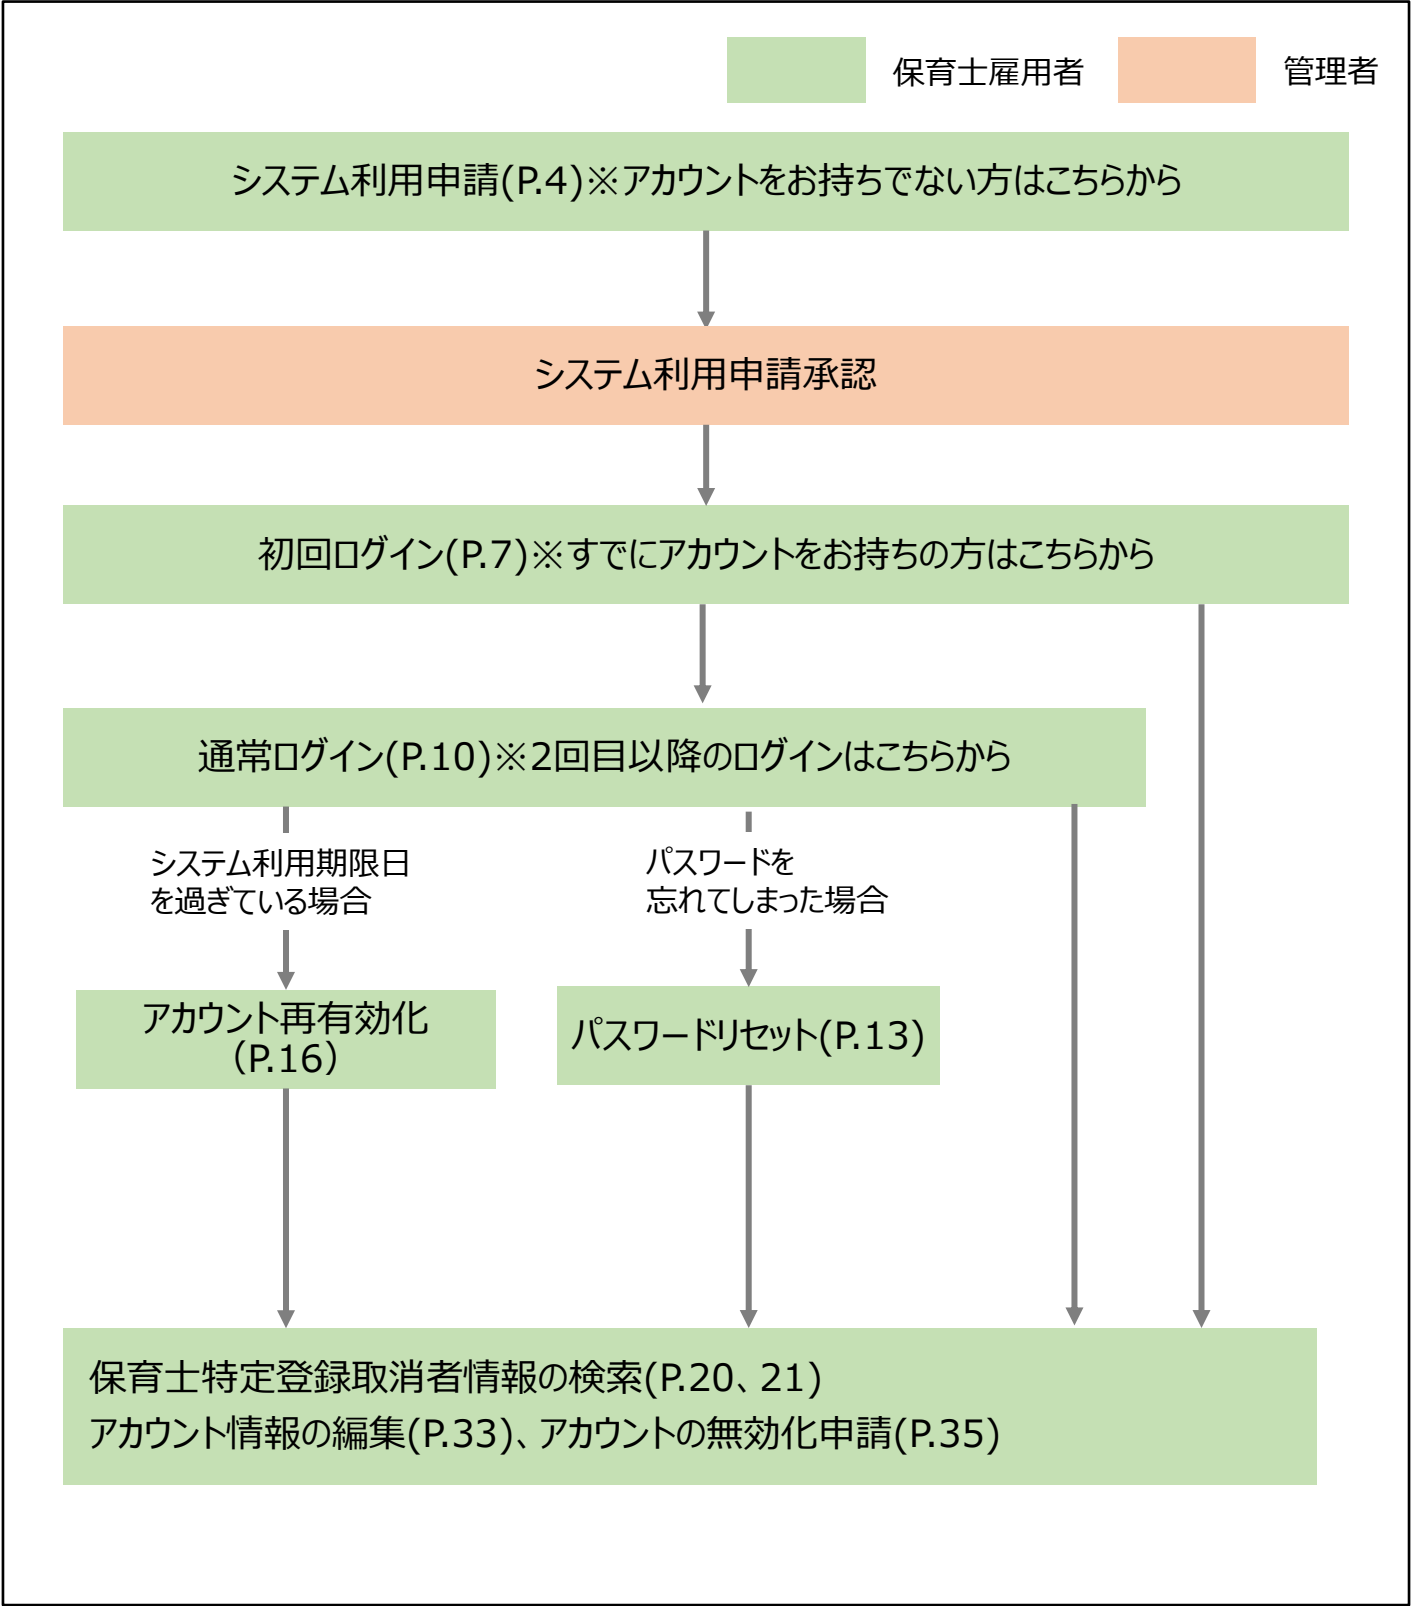 保育士雇用者
管理者
システム利用申請(P.4)※アカウントをお持ちでない方はこちらから
システム利用申請承認
初回ログイン(P.7)※すでにアカウントをお持ちの方はこちらから
通常ログイン(P.10)※2回目以降のログインはこちらから
システム利用期限日
を過ぎている場合
パスワードを
忘れてしまった場合
アカウント再有効化
（P.16）
パスワードリセット(P.13)
保育士特定登録取消者情報の検索(P.20、21)
アカウント情報の編集(P.33)、アカウントの無効化申請(P.35)